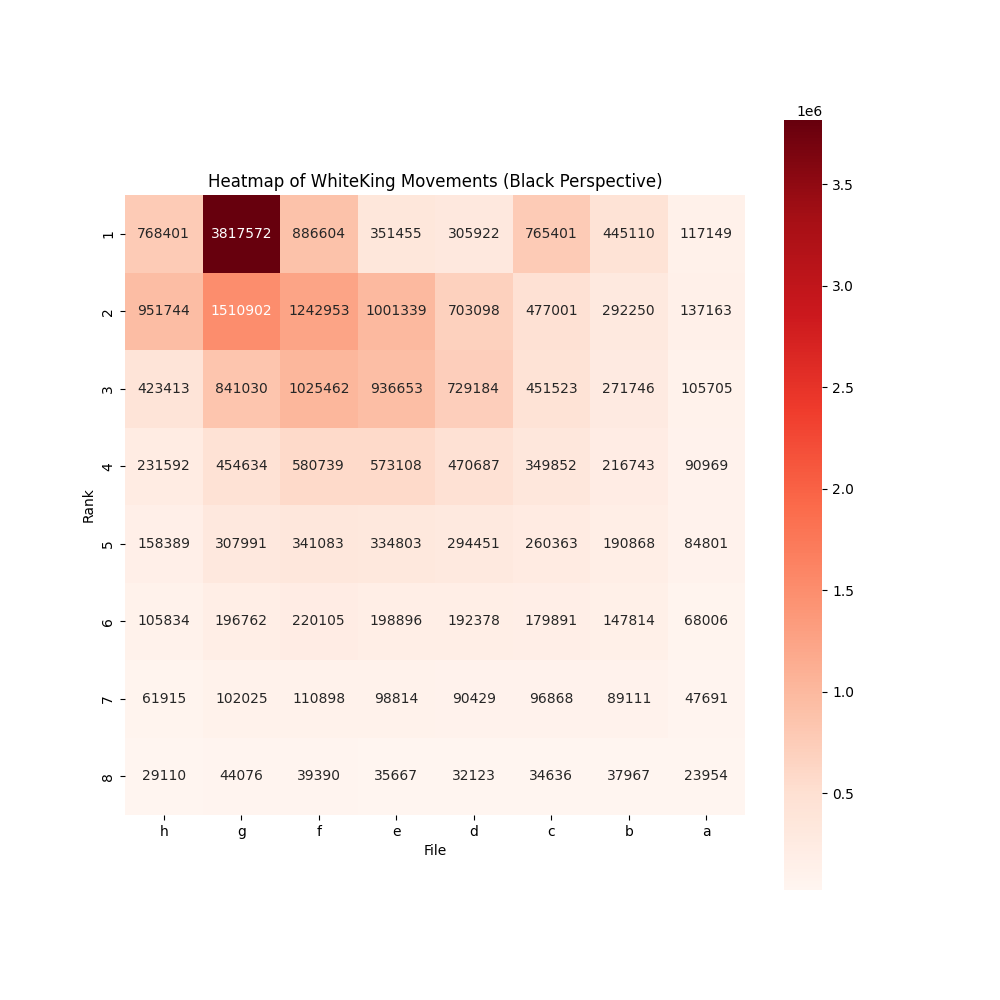 1e6
Heatmap of WhiteKing Movements (Black Perspective)
1 768401 3817572 886604 351455 305922 765401 445110 117149
2 951744 1510902 1242953 1001339 703098 477001 292250 137163
3 423413 841030 1025462 936653 729184 451523 271746 105705
4 231592 454634 580739 573108 470687 349852 216743 90969
5 158389 307991 341083 334803 294451 260363 190868 84801
6 105834 196762 220105 198896 192378 179891 147814 68006
7 61915 102025 110898 98814 90429 96868 89111 47691
8 29110 44076 39390 35667 32123 34636 37967 23954
h g f e d c b a
File
Rank
3.5
3.0
2.5
2.0
1.5
1.0
0.5